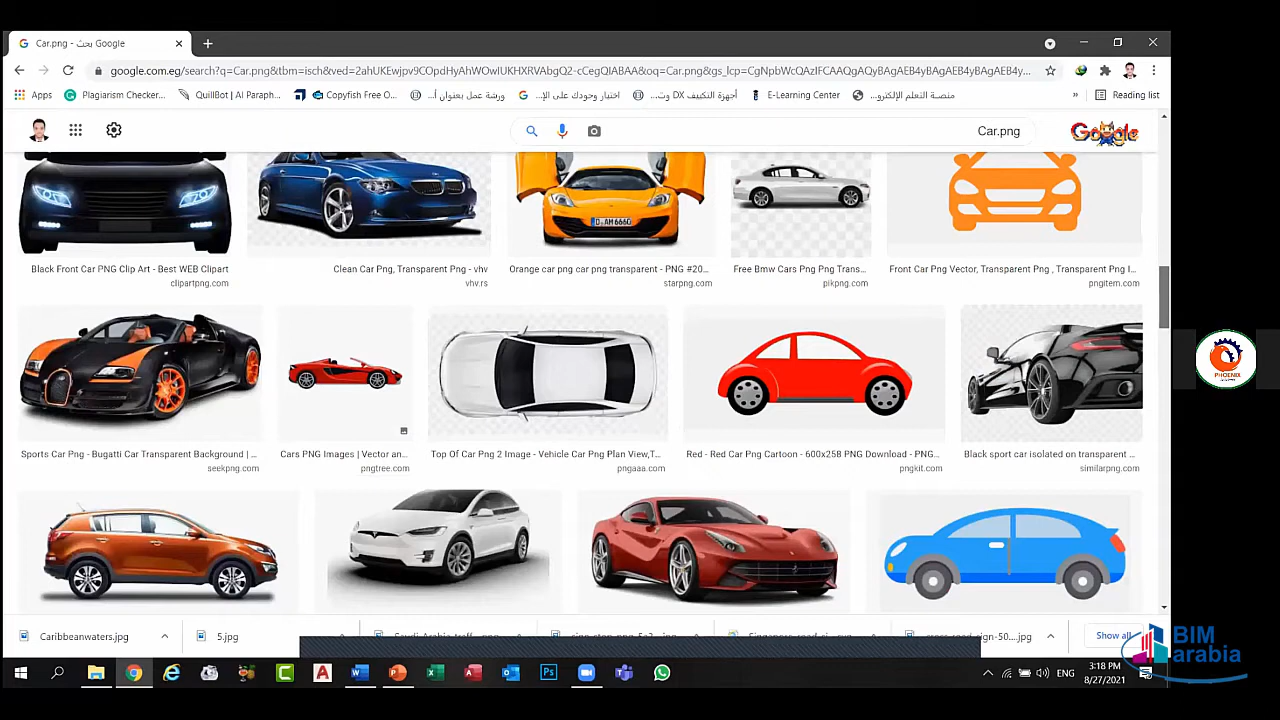 Car.png - بحث Google
google.com.eg/search?q=Car.png&tbm=isch&ved=2ahUKEwipv9COpdHyAhWOwIUKHXRVAbgQ2-cCegQIABAA&oq=Car.png&gs_lcp=CgNpbWcQAzIFCAAQgAQyBAgAEB4yBAgAEB4yBAgAEB4yBAgAEB4yBAgAEB4yBAgAEB4yB...
Apps
Plagiarism Checker...
QuillBot | AI Paraph...
Copyfish Free O...
ورشة عمل بعنوان أ...
اختبار وجودك على الإ...
أجهزة التكييف DX وت...
E-Learning Center
منصة التعلم الإلكترو...
»
Reading list
Car.png
Google
D·AM 6660
Black Front Car PNG Clip Art - Best WEB Clipart
clipartpng.com
Clean Car Png, Transparent Png - vhv
vhv.rs
Orange car png car png transparent - PNG #20...
starpng.com
Free Bmw Cars Png Png Trans...
pikpng.com
Front Car Png Vector, Transparent Png , Transparent Png I...
pngitem.com
Sports Car Png - Bugatti Car Transparent Background | ...
seekpng.com
Cars PNG Images | Vector an...
pngtree.com
Top Of Car Png 2 Image - Vehicle Car Png Plan View,T...
pngaaa.com
Red - Red Car Png Cartoon - 600x258 PNG Download - PNG...
pngkit.com
Black sport car isolated on transparent ...
similarpng.com
PHOENIX
Caribbeanwaters.jpg
5.jpg
Show all
BIM
arabia
ENG
3:18 PM
8/27/2021